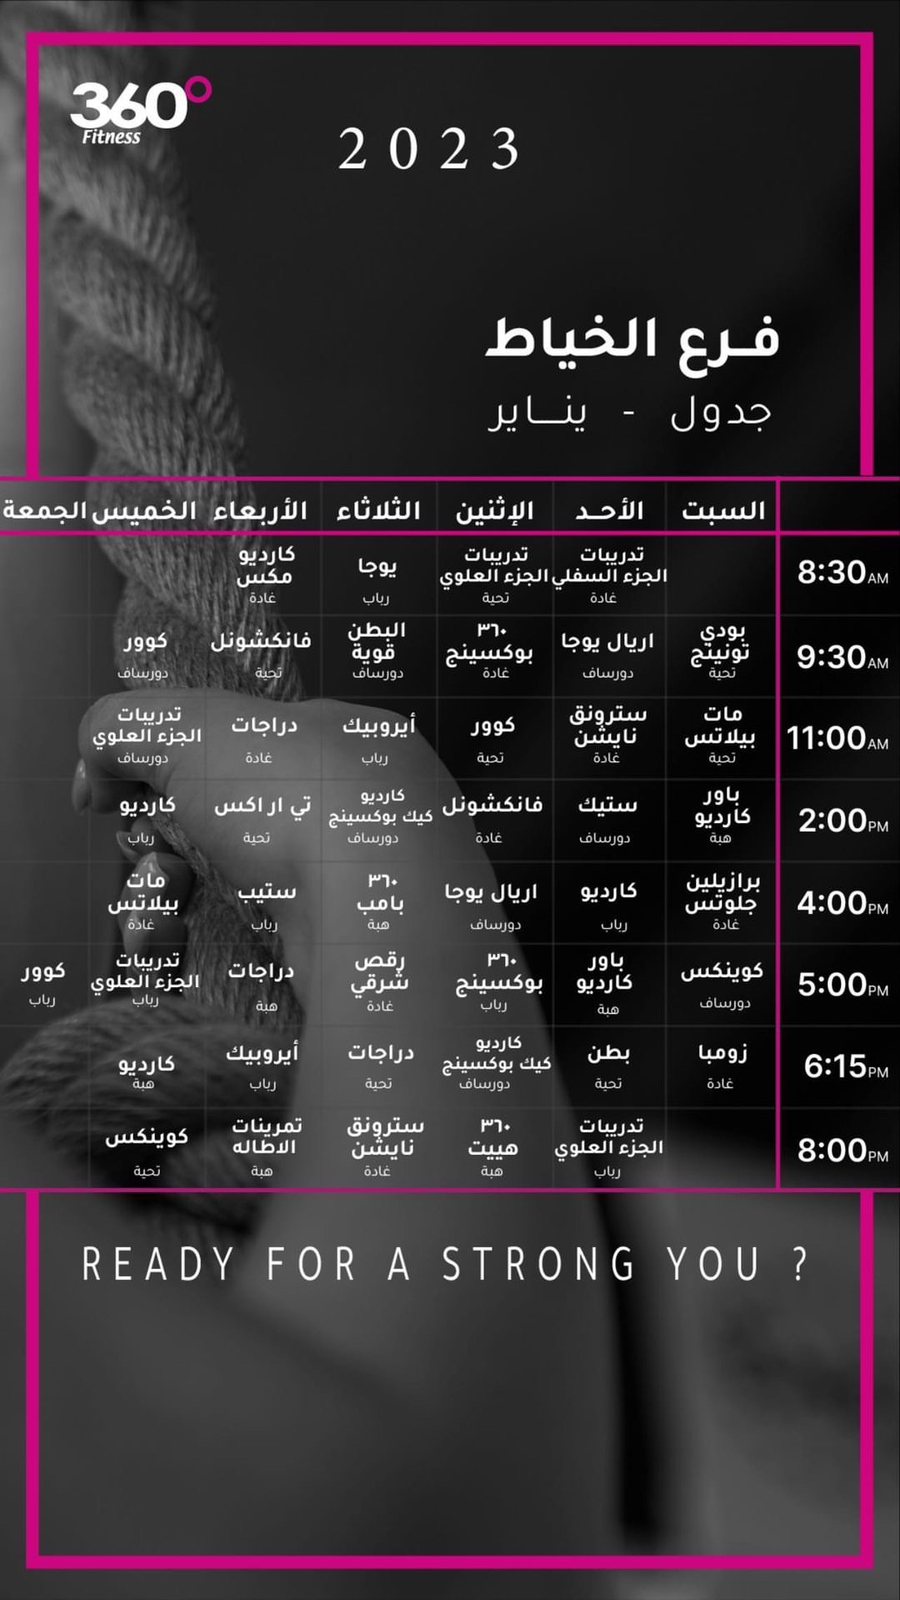 360°
Fitness
2023
فرع الخياط
جدول - ينـاير
السبت الأحـد الإثنين الثلاثاء الأربعاء الخميس الجمعة
8:30AM
تدريبات
الجزء السفلي
غادة
تدريبات
الجزء العلوي
تحية
يوجا
رباب
كارديو
مكس
غادة
9:30AM
بودي
تونينج
تحية
اريال يوجا
دورساف
٣٦٠
بوكسينج
غادة
البطن
قوية
دورساف
فانكشونل
تحية
كوور
دورساف
11:00AM
مات
بيلاتس
تحية
سترونق
نايشن
غادة
كوور
تحية
أيروبيك
رباب
دراجات
غادة
تدريبات
الجزء العلوي
دورساف
2:00PM
باور
كارديو
هبة
ستيك
دورساف
فانكشونل
غادة
كارديو
كيك بوكسينج
دورساف
تي ار اكس
تحية
كارديو
رباب
4:00PM
برازيلين
جلوتس
غادة
كارديو
رباب
اريال يوجا
دورساف
٣٦٠
بامب
هبة
ستيب
رباب
مات
بيلاتس
غادة
5:00PM
كوينكس
دورساف
باور
كارديو
هبة
٣٦٠
بوكسينج
رباب
رقص
شرقي
غادة
دراجات
هبة
تدريبات
الجزء العلوي
رباب
كوور
رباب
6:15PM
زومبا
غادة
بطن
تحية
كارديو
كيك بوكسينج
دورساف
دراجات
تحية
أيروبيك
رباب
كارديو
هبة
8:00PM
تدريبات
الجزء العلوي
رباب
٣٦٠
هييت
هبة
سترونق
نايشن
غادة
تمرينات
الاطاله
هبة
كوينكس
تحية
READY FOR A STRONG YOU ?